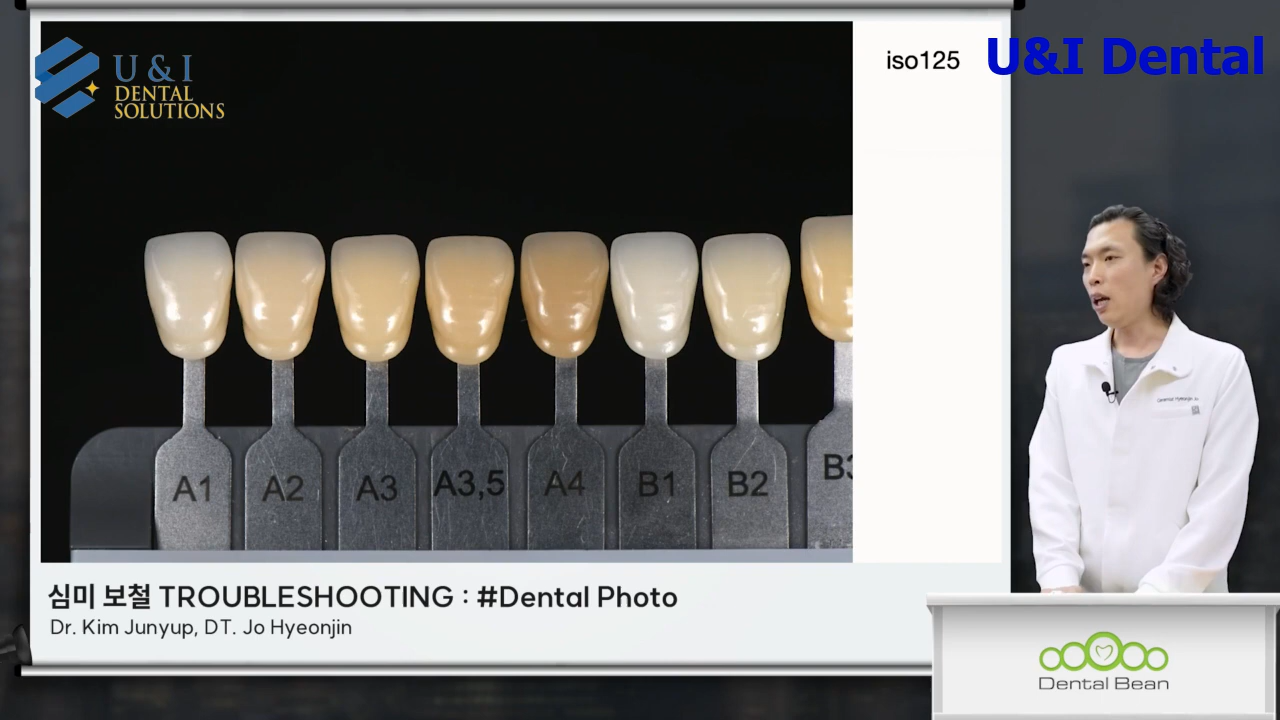 U & I
DENTAL
SOLUTIONS
iso125
U&I Dental
A1 A2 A3 A3,5 A4 B1 B2 B3
심미 보철 TROUBLESHOOTING : #Dental Photo
Dr. Kim Junyup, DT. Jo Hyeonjin
Dental Bean